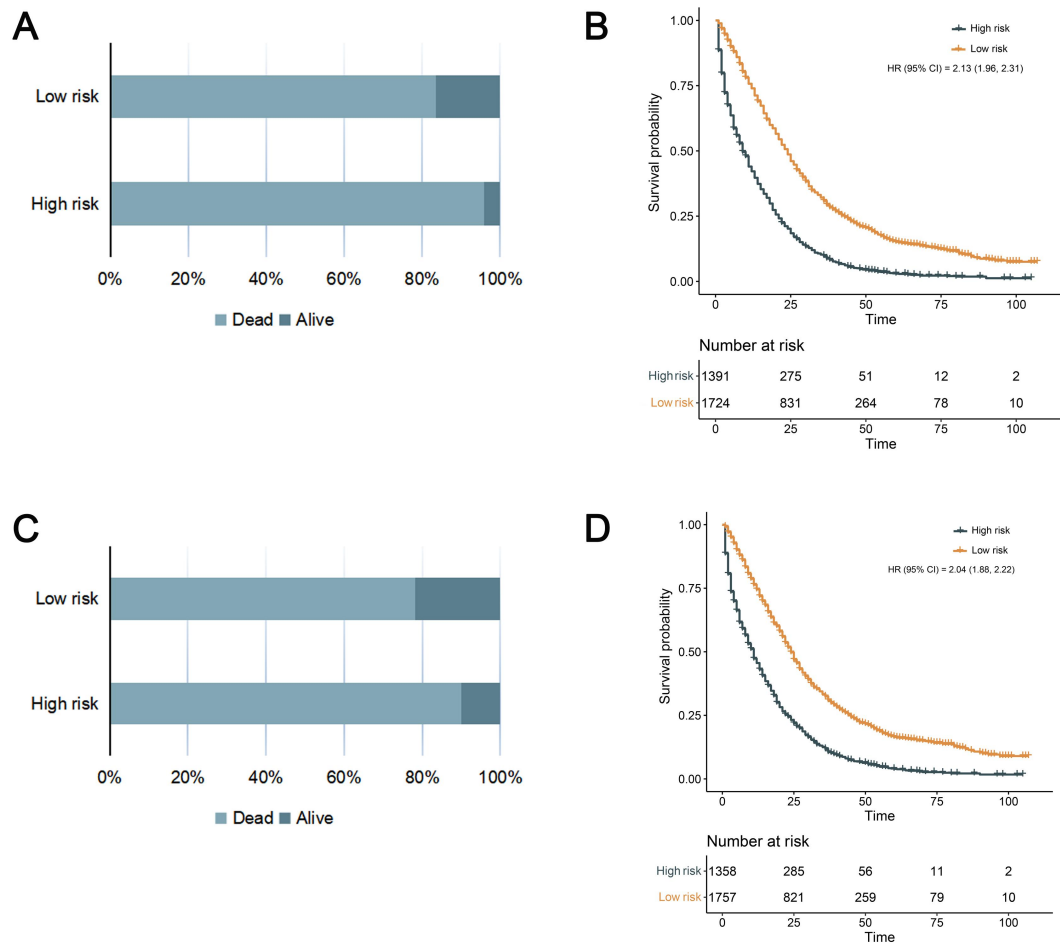 A
Low risk
High risk
0% 20% 40% 60% 80% 100%
Dead Alive
B
High risk
Low risk
HR (95% CI) = 2.13 (1.96, 2.31)
Survival probability
1.00
0.75
0.50
0.25
0.00
0 25 50 75 100
Time
Number at risk
High risk 1391 275 51 12 2
Low risk 1724 831 264 78 10
0 25 50 75 100
Time
C
Low risk
High risk
0% 20% 40% 60% 80% 100%
Dead Alive
D
High risk
Low risk
HR (95% CI) = 2.04 (1.88, 2.22)
Survival probability
1.00
0.75
0.50
0.25
0.00
0 25 50 75 100
Time
Number at risk
High risk 1358 285 56 11 2
Low risk 1757 821 259 79 10
0 25 50 75 100
Time